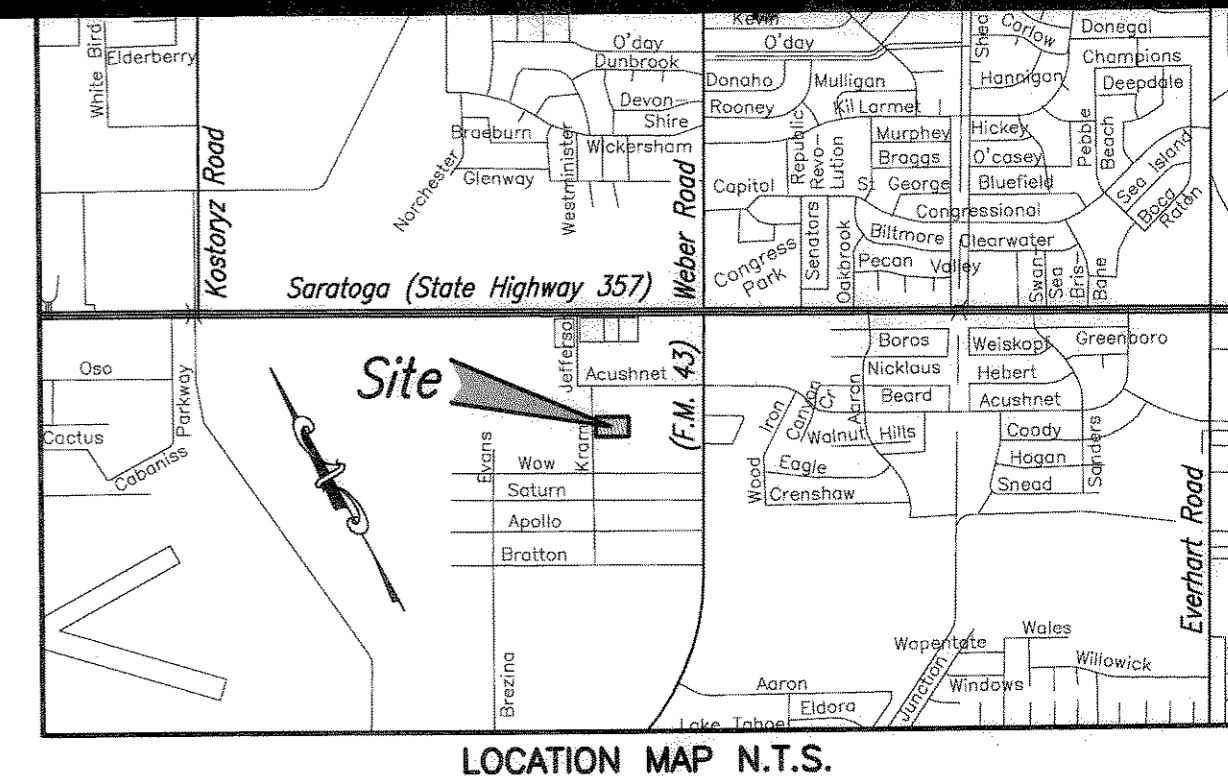 Kevin
White Bird
Elderberry
O'day
O'day
Shea
Carlow
Donegal
Dunbrook
Champions
Donaho
Mulligan
Hannigan
Deepdale
Devon-
Shire
Rooney
Kil Larmet
Braeburn
Westminister
Wickersham
Republic
Revo-
Lution
Murphey
Hickey
Pebble
Beach
Kostoryz Road
Norchester
Glenway
Weber Road
Braggs
O'casey
Sea Island
Capitol
St George
Bluefield
Boca
Raton
Congressional
Senators
Oakbrook
Biltmore
Clearwater
Congress
Park
Pecan Valley
Swan-
Sea
Bris-
Bane
Saratoga (State Highway 357)
Oso
Parkway
Site
Jefferso
Acushnet
(F.M. 43)
Boros
Weiskopf
Greenboro
Nicklaus
Hebert
Aaron
Beard
Acushnet
Iron
Canyon
Cr
Cactus
Cabaniss
Evans
Kram
Walnut Hills
Coody
Sanders
Wow
Wood
Eagle
Hogan
Saturn
Crenshaw
Snead
Apollo
Bratton
Everhart Road
Brezina
Wapentate
Wales
Willowick
Aaron
Junction
Windows
Eldora
Lake Tahoe
LOCATION MAP N.T.S.